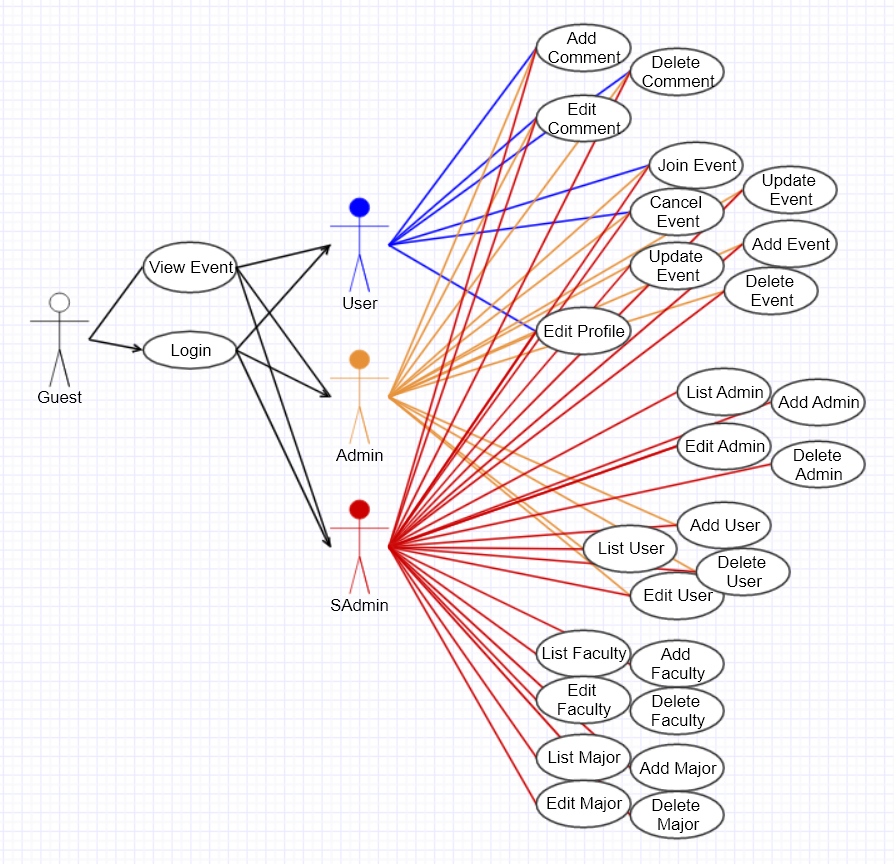 Add
Comment
Delete
Comment
Edit
Comment
Join Event
Update
Event
Cancel
Event
Add Event
Update
Event
Delete
Event
View Event
User
Edit Profile
Login
Guest
Admin
List Admin
Add Admin
Edit Admin
Delete
Admin
Add User
List User
Delete
User
Edit User
SAdmin
List Faculty
Add
Faculty
Edit
Faculty
Delete
Faculty
List Major
Add Major
Edit Major
Delete
Major